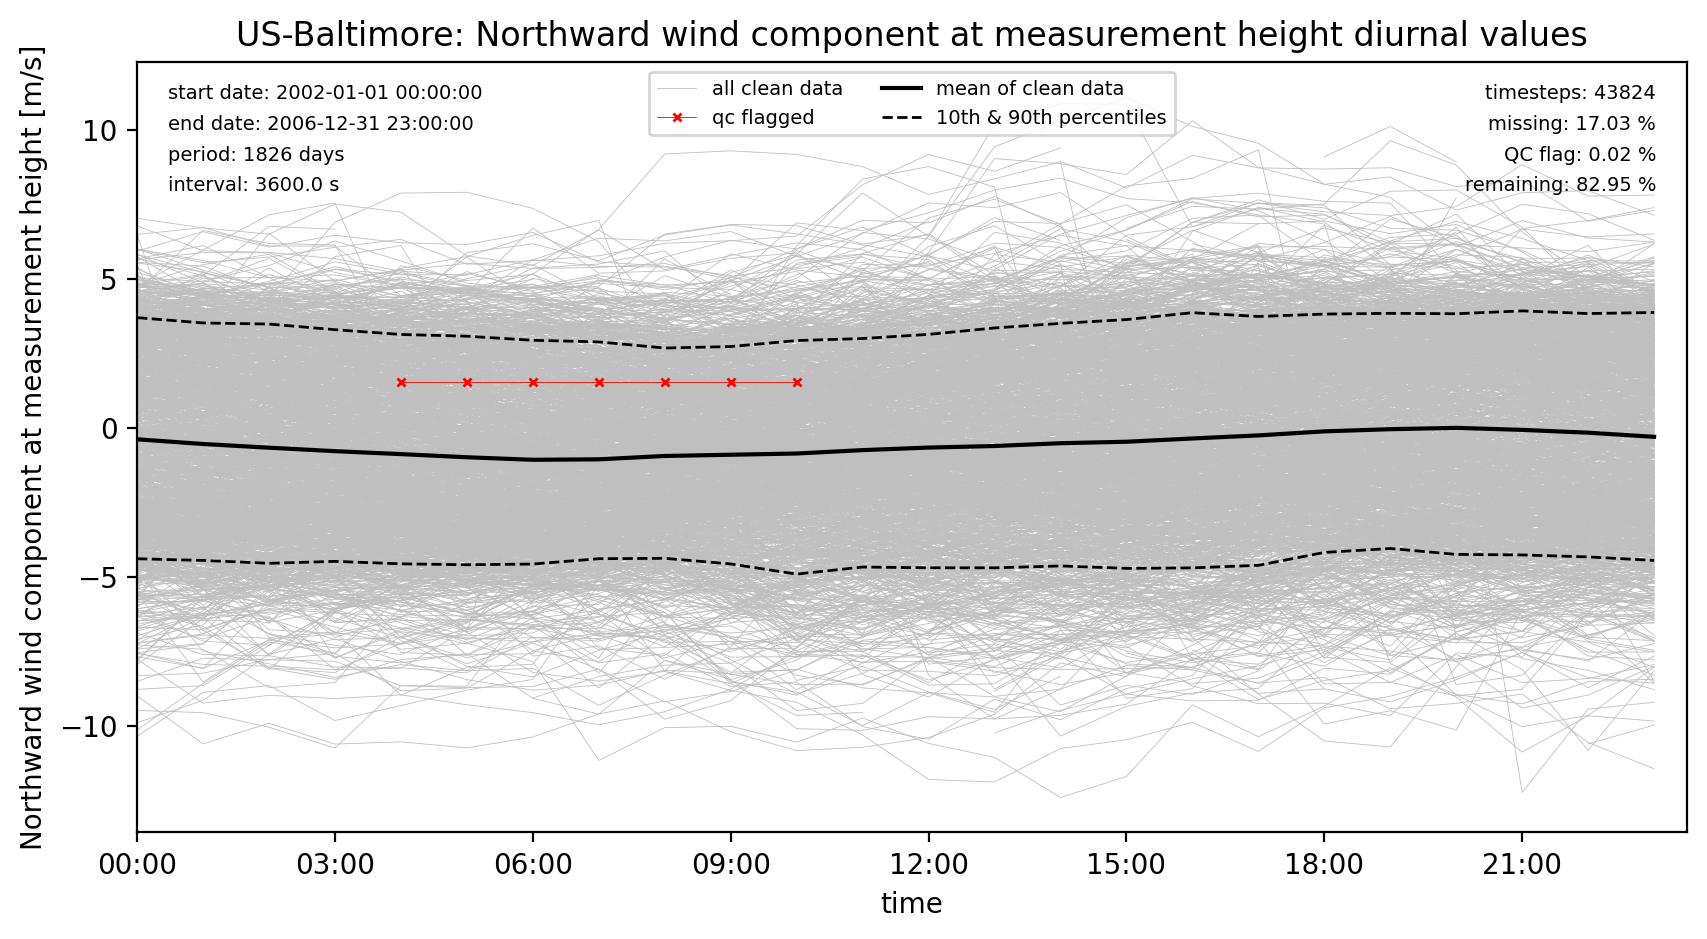 US-Baltimore: Northward wind component at measurement height diurnal values
Northward wind component at measurement height [m/s]
start date: 2002-01-01 00:00:00
end date: 2006-12-31 23:00:00
period: 1826 days
interval: 3600.0 s
all clean data
qc flagged
mean of clean data
10th & 90th percentiles
timesteps: 43824
missing: 17.03 %
QC flag: 0.02 %
remaining: 82.95 %
10
5
0
−5
−10
00:00 03:00 06:00 09:00 12:00 15:00 18:00 21:00
time